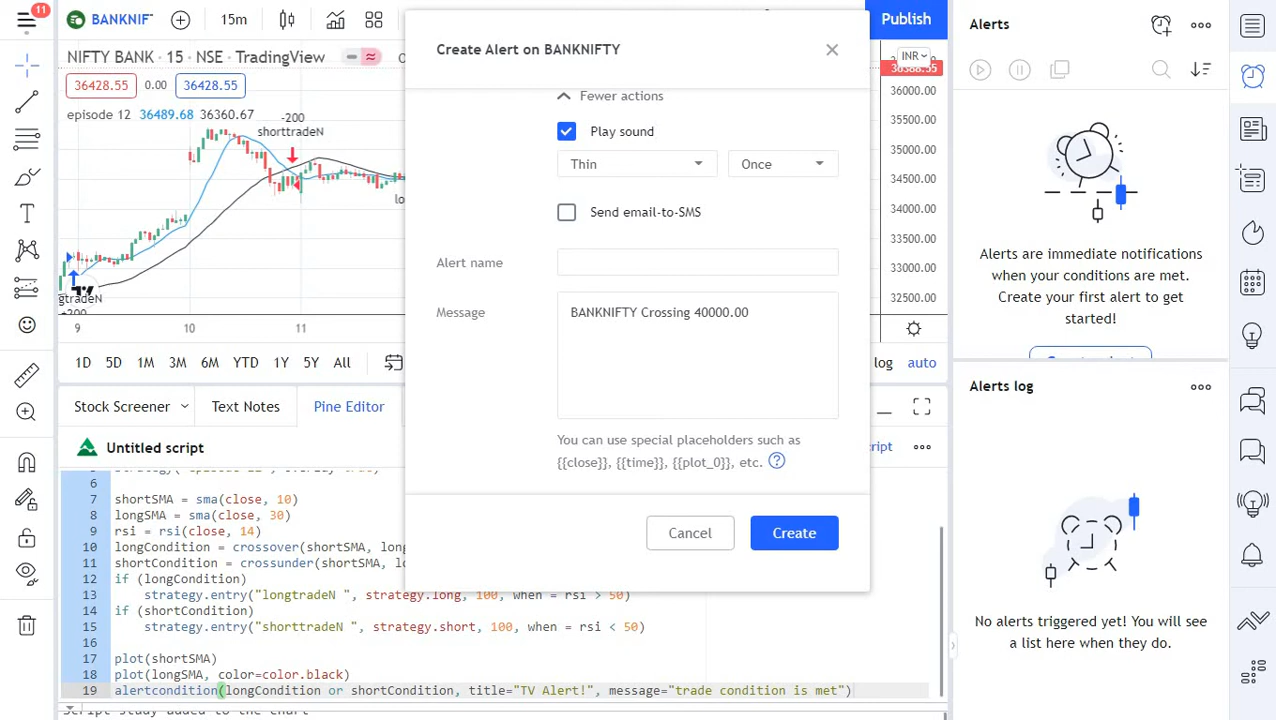 11
BANKNIF
15m
Publish
Alerts
NIFTY BANK · 15 · NSE · TradingView
INR
36428.55 0.00 36428.55
episode 12 36489.68 36360.67
-200
shorttradeN
36000.00
35500.00
35000.00
34500.00
34000.00
33500.00
33000.00
32500.00
9 10 11
1D 5D 1M 3M 6M YTD 1Y 5Y All
log auto
Create Alert on BANKNIFTY
Fewer actions
Play sound
Thin Once
Send email-to-SMS
Alert name
Message
BANKNIFTY Crossing 40000.00
You can use special placeholders such as
{{close}}, {{time}}, {{plot_0}}, etc.
Cancel Create
Alerts are immediate notifications
when your conditions are met.
Create your first alert to get
started!
Alerts log
No alerts triggered yet! You will see
a list here when they do.
Stock Screener Text Notes Pine Editor
Untitled script
6
7 shortSMA = sma(close, 10)
8 longSMA = sma(close, 30)
9 rsi = rsi(close, 14)
10 longCondition = crossover(shortSMA, lon
11 shortCondition = crossunder(shortSMA, l
12 if (longCondition)
13 strategy.entry("longtradeN ", strategy.long, 100, when = rsi > 50)
14 if (shortCondition)
15 strategy.entry("shorttradeN ", strategy.short, 100, when = rsi < 50)
16
17 plot(shortSMA)
18 plot(longSMA, color=color.black)
19 alertcondition(longCondition or shortCondition, title="TV Alert!", message="trade condition is met")